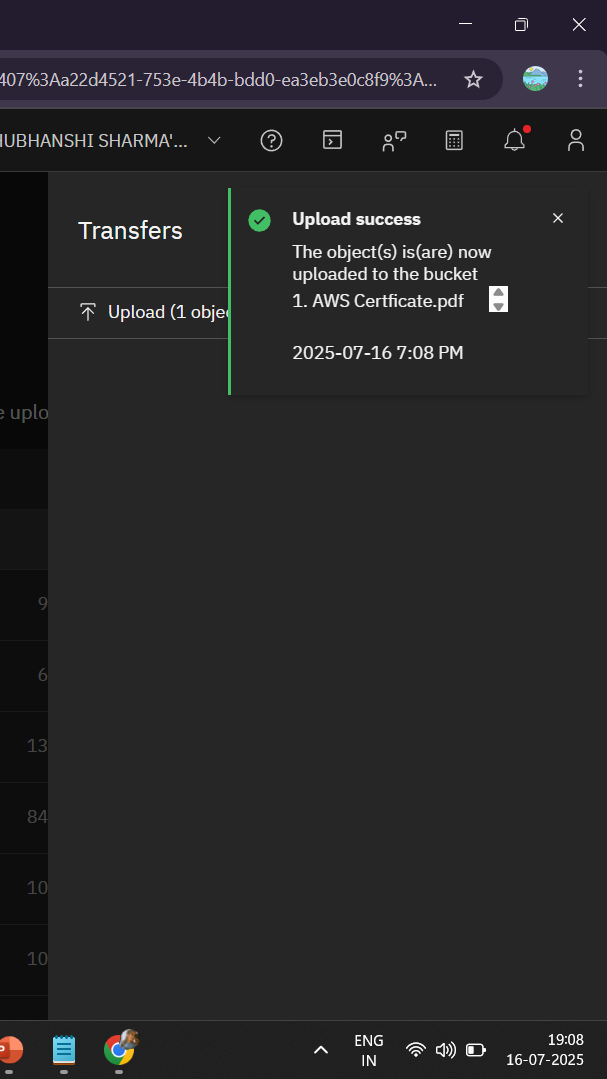 407%3Aa22d4521-753e-4b4b-bdd0-ea3eb3e0c8f9%3A...
HUBHANSHI SHARMA'...
Transfers
Upload success
The object(s) is(are) now
uploaded to the bucket
1. AWS Certficate.pdf
Upload (1 objec
2025-07-16 7:08 PM
e uplo
9
6
13
84
10
10
ENG
IN
19:08
16-07-2025